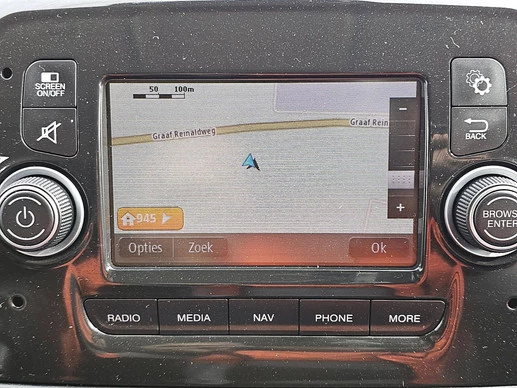 SCREEN
ON/OFF
50 100m
Graaf Reinaldweg
Graaf Rein
945
Opties Zoek Ok
BACK
BROWS
ENTER
RADIO MEDIA NAV PHONE MORE